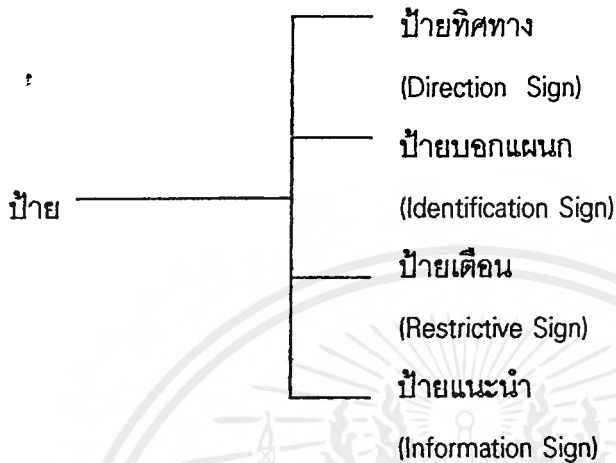 ป้ายทิศทาง
(Direction Sign)
ป้ายบอกแผนก
ป้าย
(Identification Sign)
ป้ายเตือน
(Restrictive Sign)
ป้ายแนะนำ
(Information Sign)